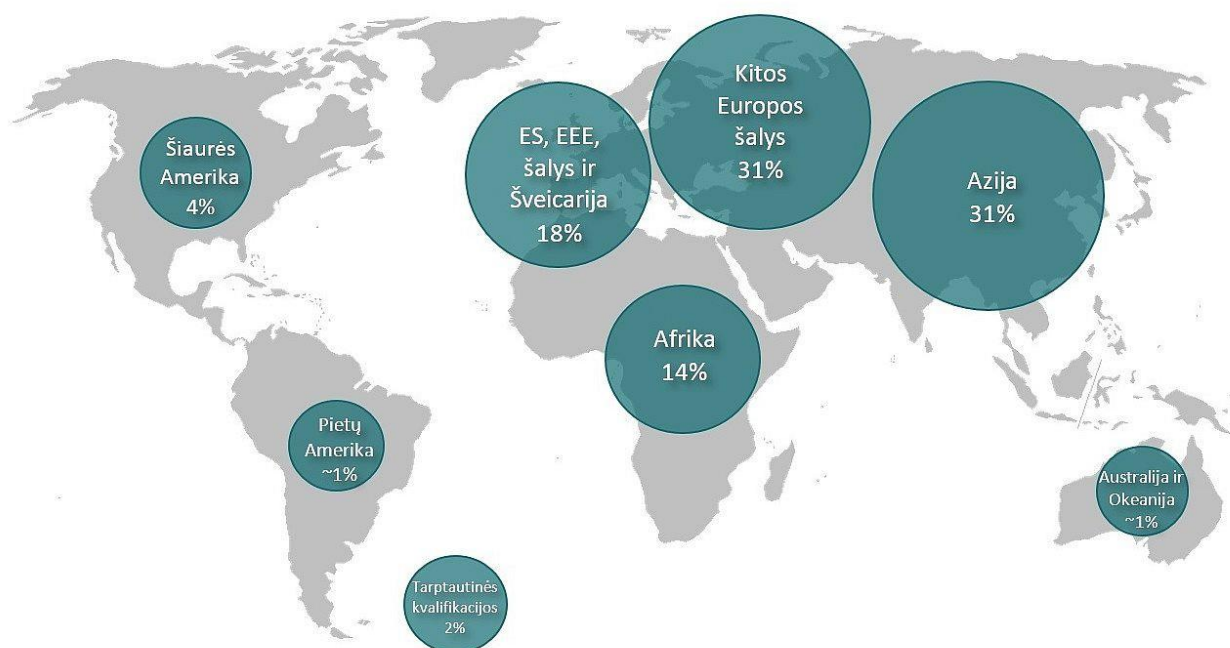 Šiaurės
Amerika
4%
ES, EEE,
šalys ir
Šveicarija
18%
Kitos
Europos
šalys
31%
Azija
31%
Afrika
14%
Pietų
Amerika
~1%
Australija ir
Okeanija
~1%
Tarptautinės
kvalifikacijos
2%